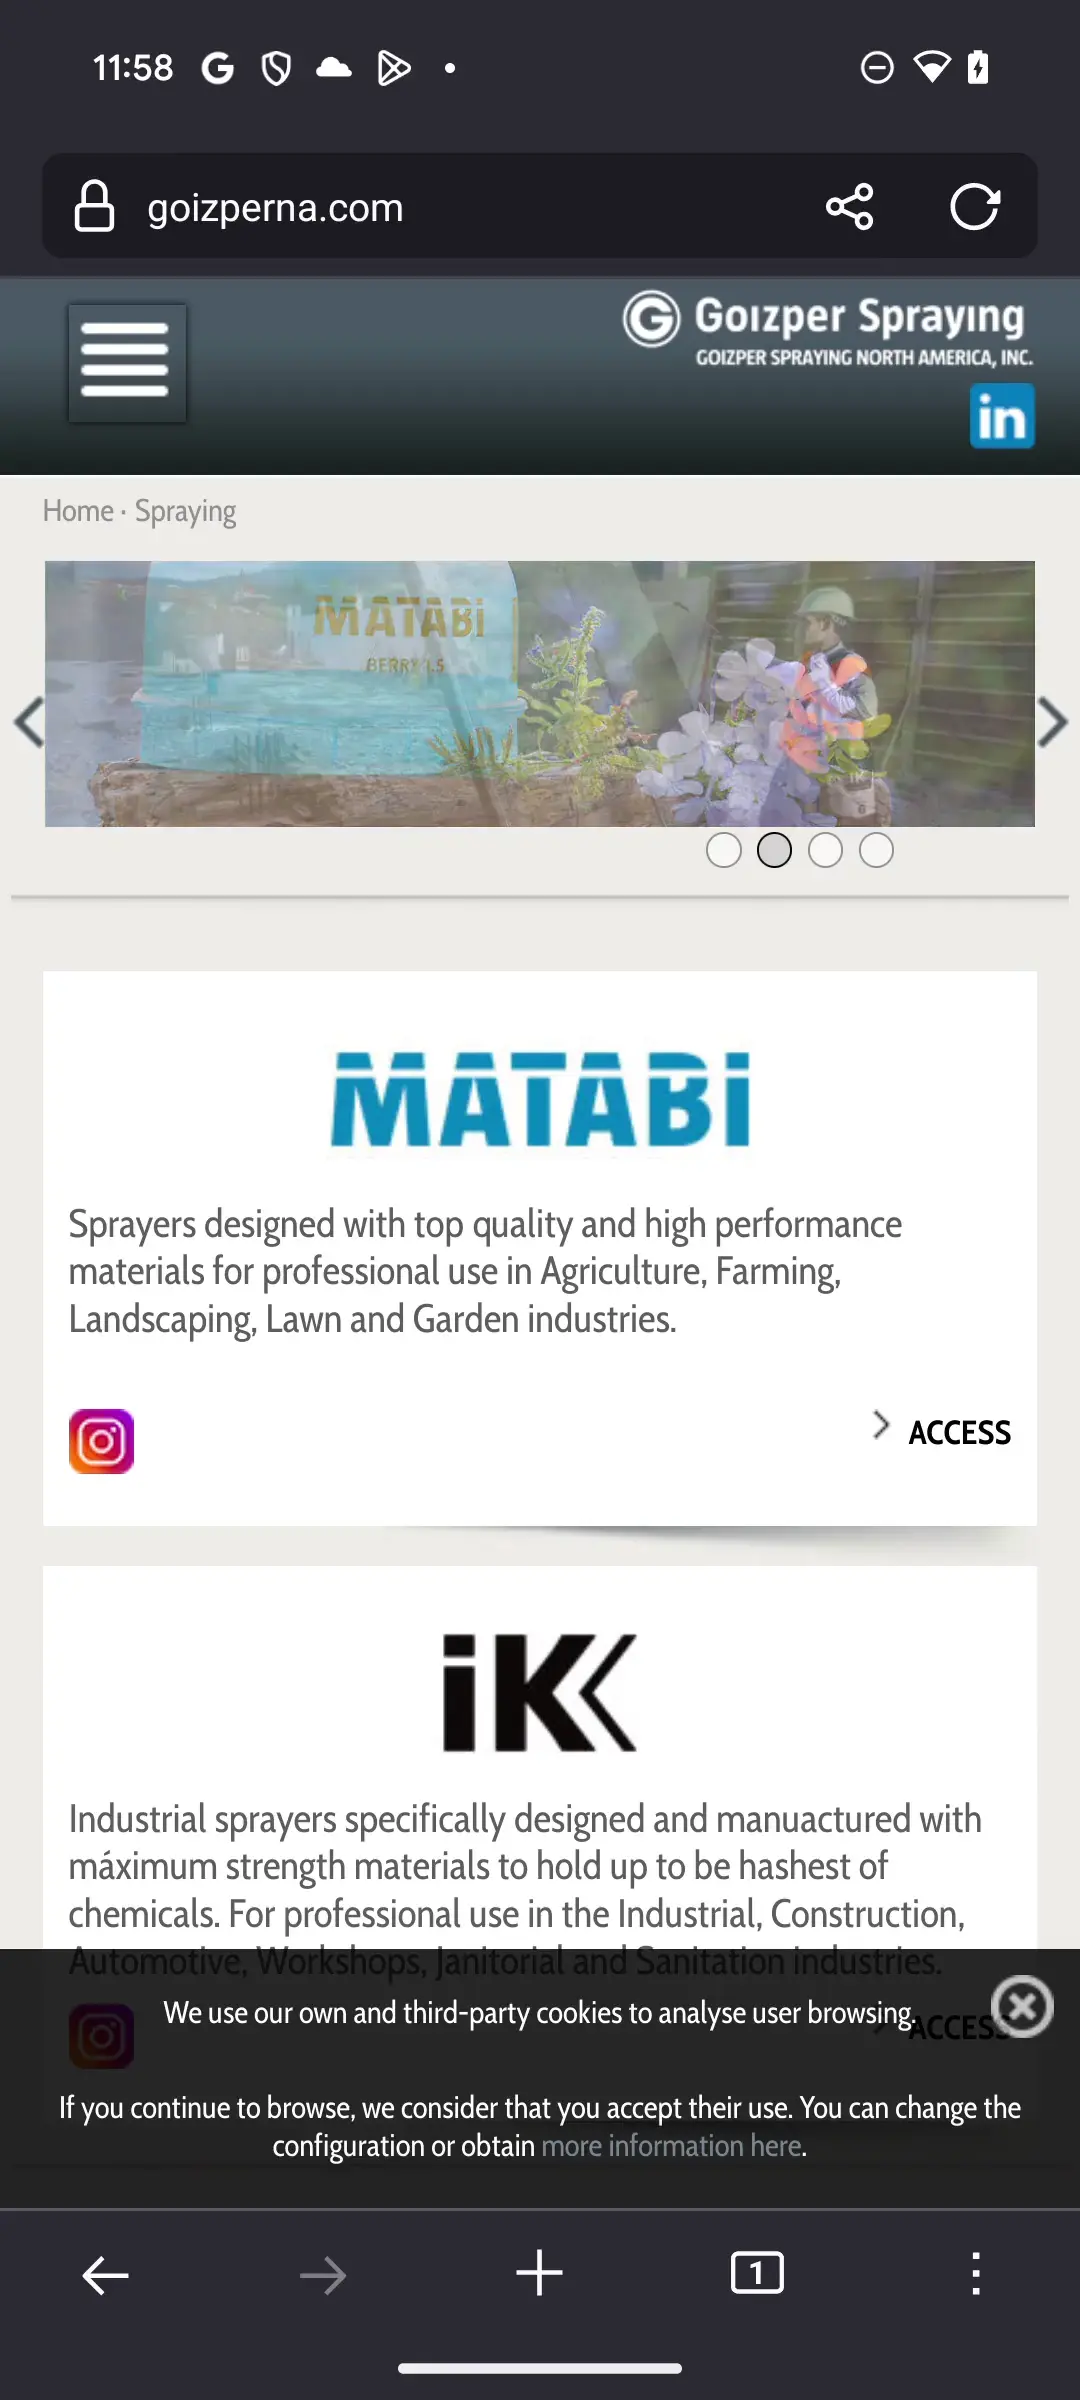 11:58
goizperna.com
Goizper Spraying
GOIZPER SPRAYING NORTH AMERICA, INC.
in
Home · Spraying
MATABi
BERRY 1.5
MATABi
Sprayers designed with top quality and high performance
materials for professional use in Agriculture, Farming,
Landscaping, Lawn and Garden industries.
ACCESS
iK
Industrial sprayers specifically designed and manuactured with
máximum strength materials to hold up to be hashest of
chemicals. For professional use in the Industrial, Construction,
Automotive, Workshops, Janitorial and Sanitation industries.
We use our own and third-party cookies to analyse user browsing.
ACCESS
If you continue to browse, we consider that you accept their use. You can change the
configuration or obtain more information here.
1